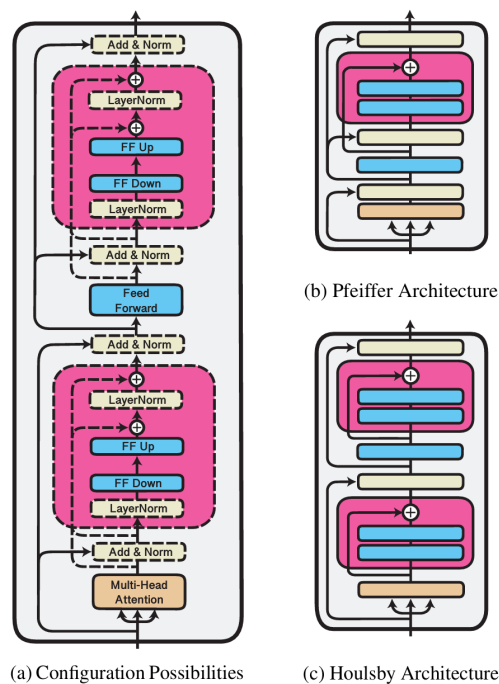 Add & Norm
LayerNorm
FF Up
FF Down
LayerNorm
Add & Norm
Feed
Forward
Add & Norm
LayerNorm
FF Up
FF Down
LayerNorm
Add & Norm
Multi-Head
Attention
(a) Configuration Possibilities
(b) Pfeiffer Architecture
(c) Houlsby Architecture